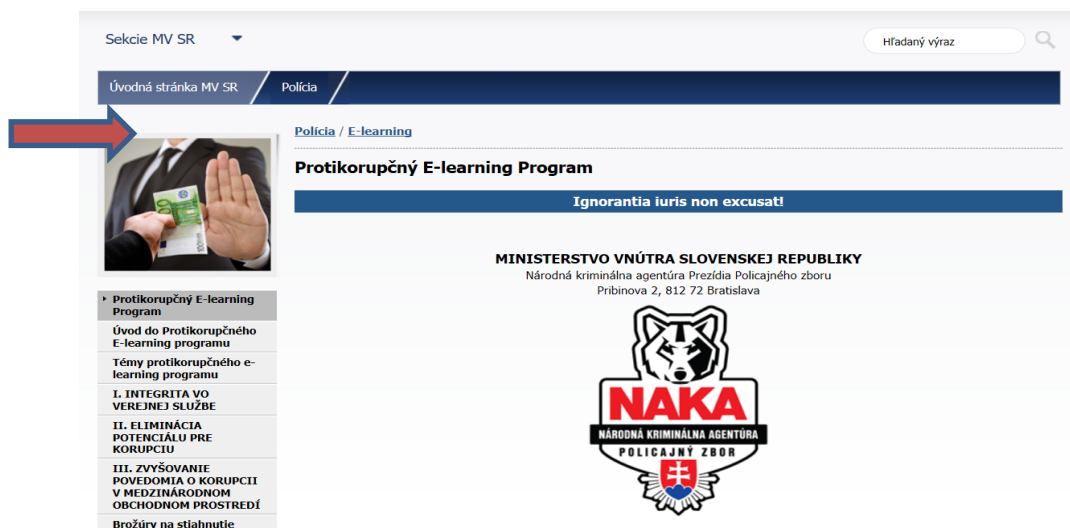 Sekcie MV SR
Hľadaný výraz
Úvodná stránka MV SR
Polícia
Polícia / E-learning
Protikorupčný E-learning Program
Ignorantia iuris non excusat!
MINISTERSTVO VNÚTRA SLOVENSKEJ REPUBLIKY
Národná kriminálna agentúra Prezídia Policajného zboru
Pribinova 2, 812 72 Bratislava
NAKA
NÁRODNÁ KRIMINÁLNA AGENTÚRA
POLICAJNÝ ZBOR
Protikorupčný E-learning
Program
Úvod do Protikorupčného
E-learning programu
Témy protikorupčného e-
learning programu
I. INTEGRITA VO
VEREJNEJ SLUŽBE
II. ELIMINÁCIA
POTENCIÁLU PRE
KORUPCIU
III. ZVYŠOVANIE
POVEDOMIA O KORUPCII
V MEDZINÁRODNOM
OBCHODNOM PROSTREDÍ
Brožúry na stiahnutie